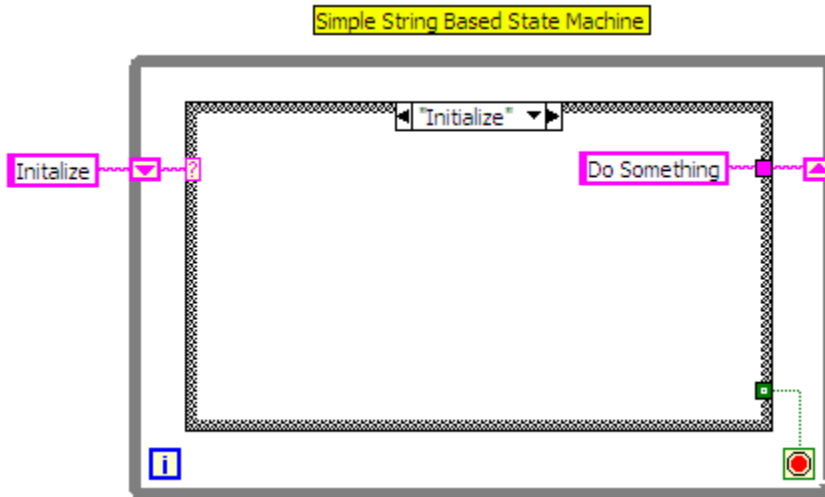 Simple String Based State Machine
"Initialize"
Initalize
?
Do Something
i